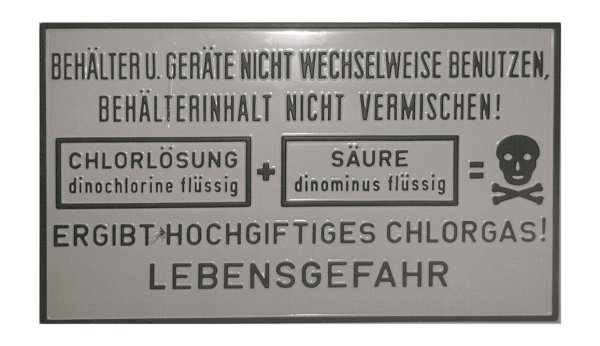 BEHÄLTER U. GERÄTE NICHT WECHSELWEISE BENUTZEN,
BEHÄLTERINHALT NICHT VERMISCHEN!
CHLORLÖSUNG
dinochlorine flüssig
+
SÄURE
dinominus flüssig
=
ERGIBT HOCHGIFTIGES CHLORGAS!
LEBENSGEFAHR